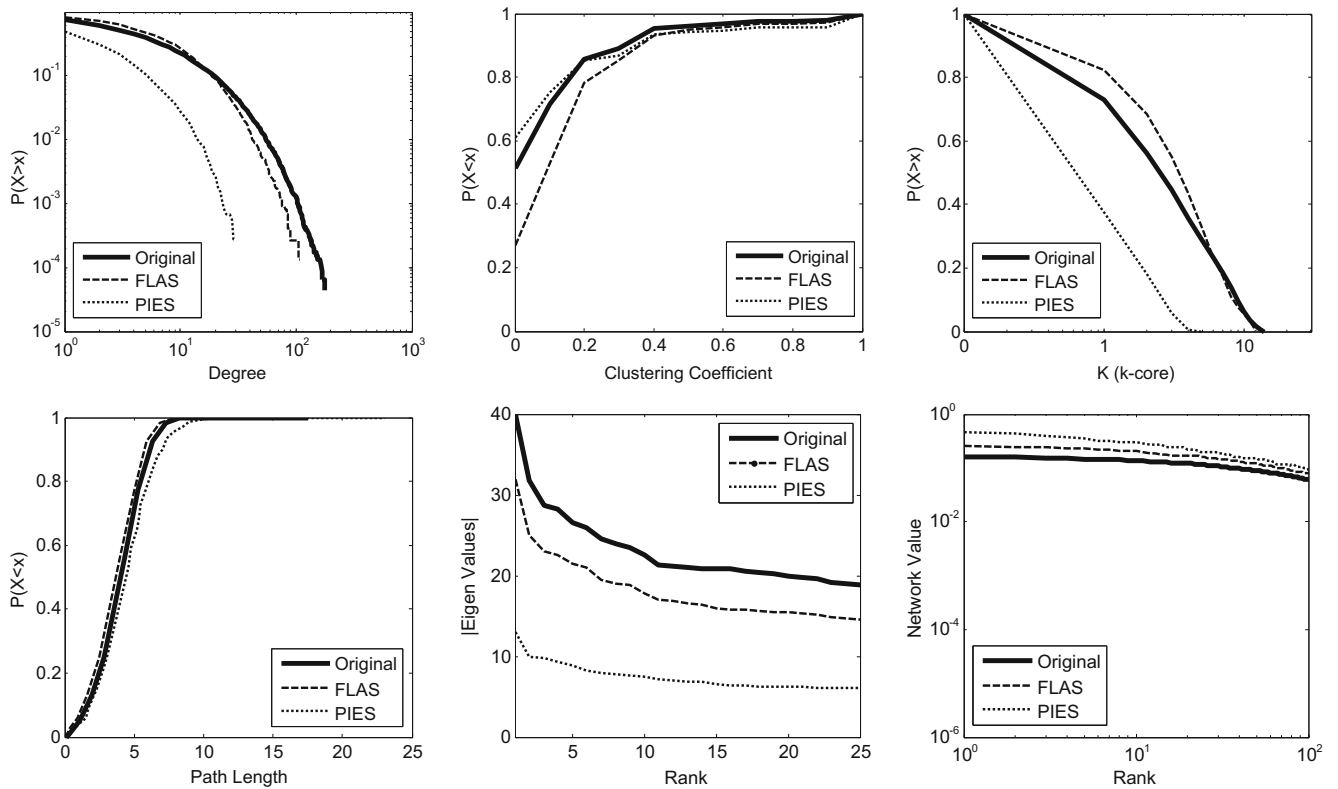 P(X>x)
10^-1
10^-2
10^-3
10^-4
10^-5
Original
FLAS
PIES
10^0
10^1
10^2
10^3
Degree
P(X<x)
1
0.8
0.6
0.4
0.2
0
Original
FLAS
PIES
0
0.2
0.4
0.6
0.8
1
Clustering Coefficient
P(X>x)
1
0.8
0.6
0.4
0.2
0
Original
FLAS
PIES
0
1
10
K (k-core)
P(X<x)
1
0.8
0.6
0.4
0.2
0
Original
FLAS
PIES
0
5
10
15
20
25
Path Length
|Eigen Values|
40
30
20
10
0
Original
FLAS
PIES
5
10
15
20
25
Rank
Network Value
10^0
10^-2
10^-4
10^-6
Original
FLAS
PIES
10^0
10^1
10^2
Rank